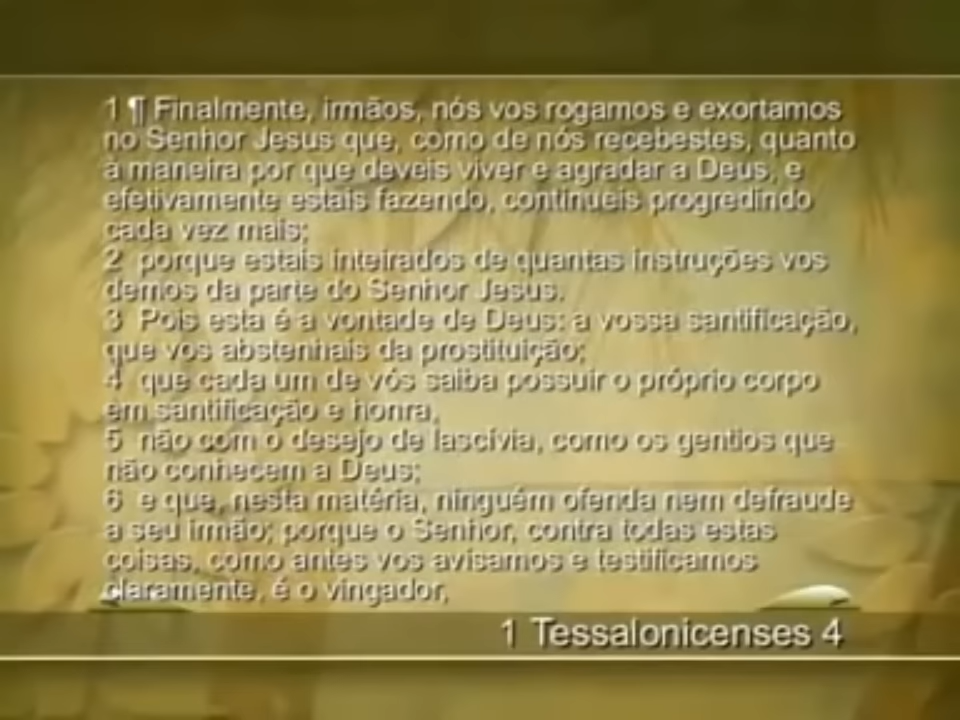 1 ¶ Finalmente, irmãos, nós vos rogamos e exortamos
no Senhor Jesus que, como de nós recebestes, quanto
à maneira por que deveis viver e agradar a Deus, e
efetivamente estais fazendo, continueis progredindo
cada vez mais;
2 porque estais inteirados de quantas instruções vos
demos da parte do Senhor Jesus.
3 Pois esta é a vontade de Deus: a vossa santificação,
que vos abstenhais da prostituição;
4 que cada um de vós saiba possuir o próprio corpo
em santificação e honra,
5 não com o desejo de lascívia, como os gentios que
não conhecem a Deus;
6 e que, nesta matéria, ninguém ofenda nem defraude
a seu irmão; porque o Senhor, contra todas estas
coisas, como antes vos avisamos e testificamos
claramente, é o vingador,
1 Tessalonicenses 4